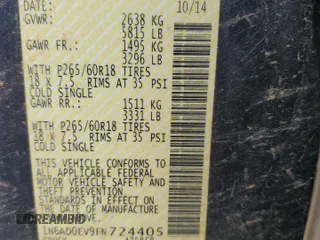 DATE: 10/14
GVWR: 2638 KG
5815 LB
GAWR FR.: 1495 KG
3296 LB
WITH P265/60R18 TIRES
18 X 7.5 RIMS AT 35 PSI
COLD SINGLE
GAWR RR.: 1511 KG
3331 LB
WITH P265/60R18 TIRES
18 X 7.5 RIMS AT 35 PSI
COLD SINGLE
THIS VEHICLE CONFORMS TO
ALL APPLICABLE FEDERAL
MOTOR VEHICLE SAFETY
AND THEFT PREVENTION
STANDARDS IN EFFECT ON
THE DATE OF MANUFACTURE
SHOWN ABOVE
1N6AD0EV9FN724405